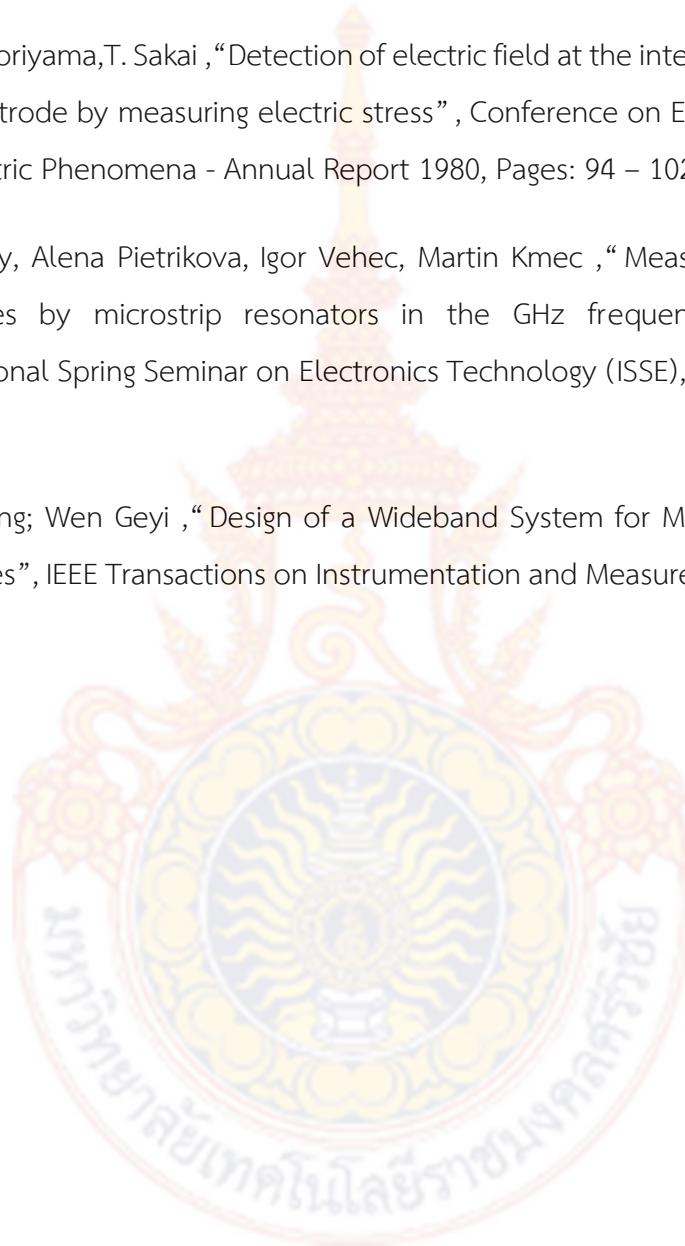 oriyama,T. Sakai ,“Detection of electric field at the inte
trode by measuring electric stress” , Conference on E
tric Phenomena - Annual Report 1980, Pages: 94 – 102
y, Alena Pietrikova, Igor Vehec, Martin Kmec ,“ Meas
es by microstrip resonators in the GHz frequen
onal Spring Seminar on Electronics Technology (ISSE),
ng; Wen Geyi ,“ Design of a Wideband System for M
es”, IEEE Transactions on Instrumentation and Measure
มหาวิทยาลัยเทคโนโลยีราชมงคลศรีวิชัย